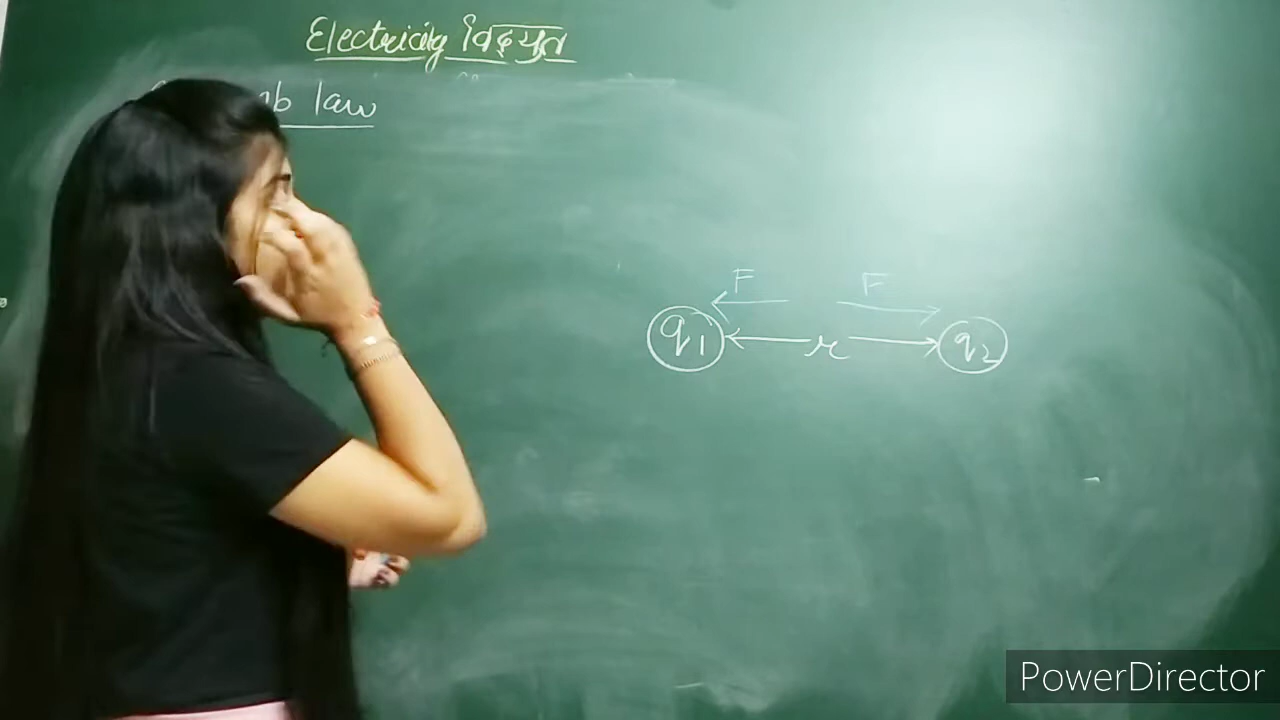 Electricity विद्युत
law
F F
q1 r q2
PowerDirector